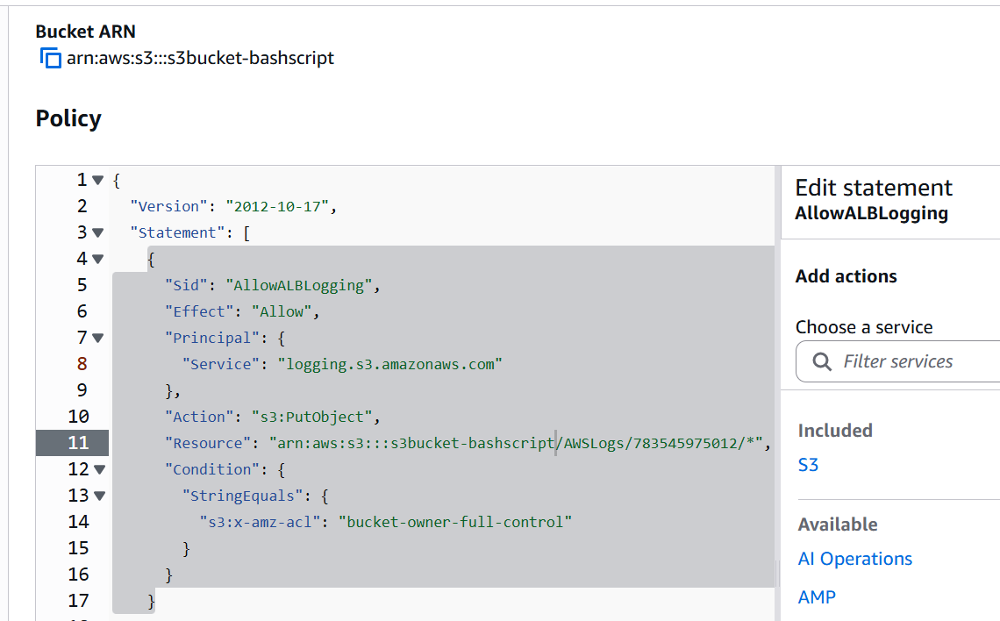 Bucket ARN
arn:aws:s3:::s3bucket-bashscript
Policy
1 {
2 "Version": "2012-10-17",
3 "Statement": [
4 {
5 "Sid": "AllowALBLogging",
6 "Effect": "Allow",
7 "Principal": {
8 "Service": "logging.s3.amazonaws.com"
9 },
10 "Action": "s3:PutObject",
11 "Resource": "arn:aws:s3:::s3bucket-bashscript/AWSLogs/783545975012/*",
12 "Condition": {
13 "StringEquals": {
14 "s3:x-amz-acl": "bucket-owner-full-control"
15 }
16 }
17 }
Edit statement
AllowALBLogging
Add actions
Choose a service
Filter services
Included
S3
Available
AI Operations
AMP